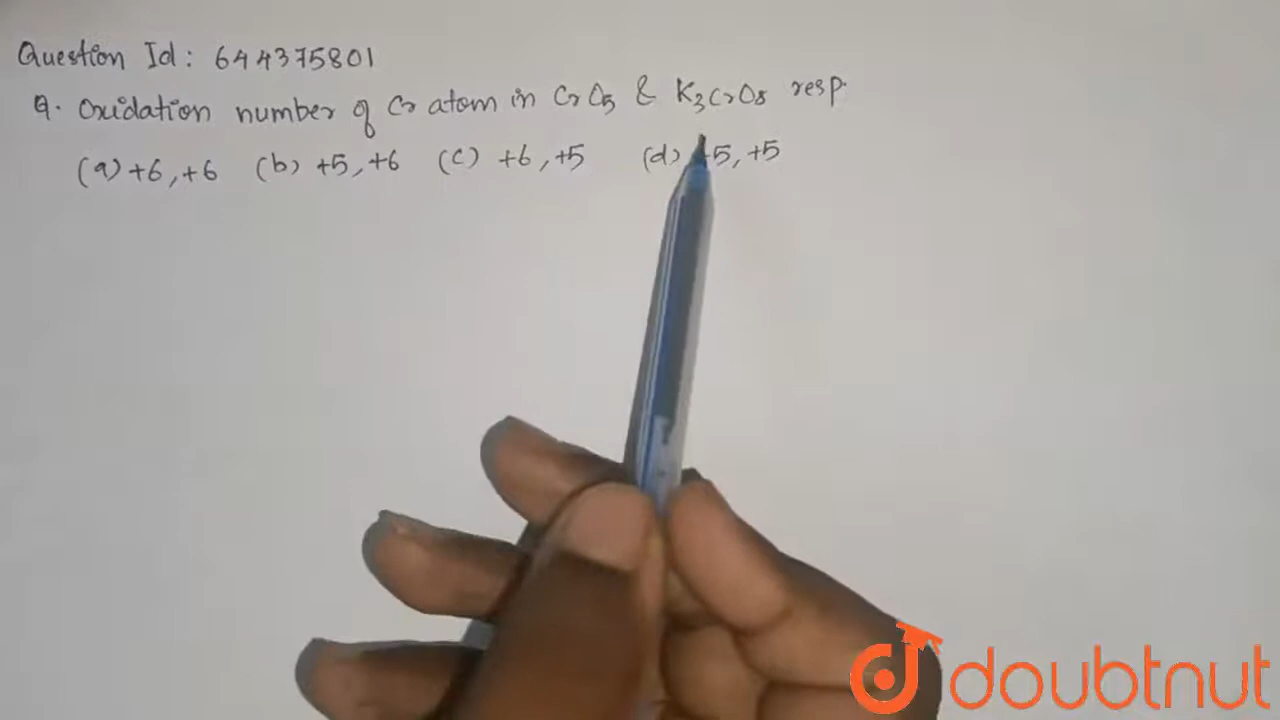 Question Id: 644375801
Q. Oxidation number of Cr atom in CrO5 & K3CrO8 resp.
(a) +6, +6 (b) +5, +6 (c) +6, +5 (d) +5, +5
doubtnut